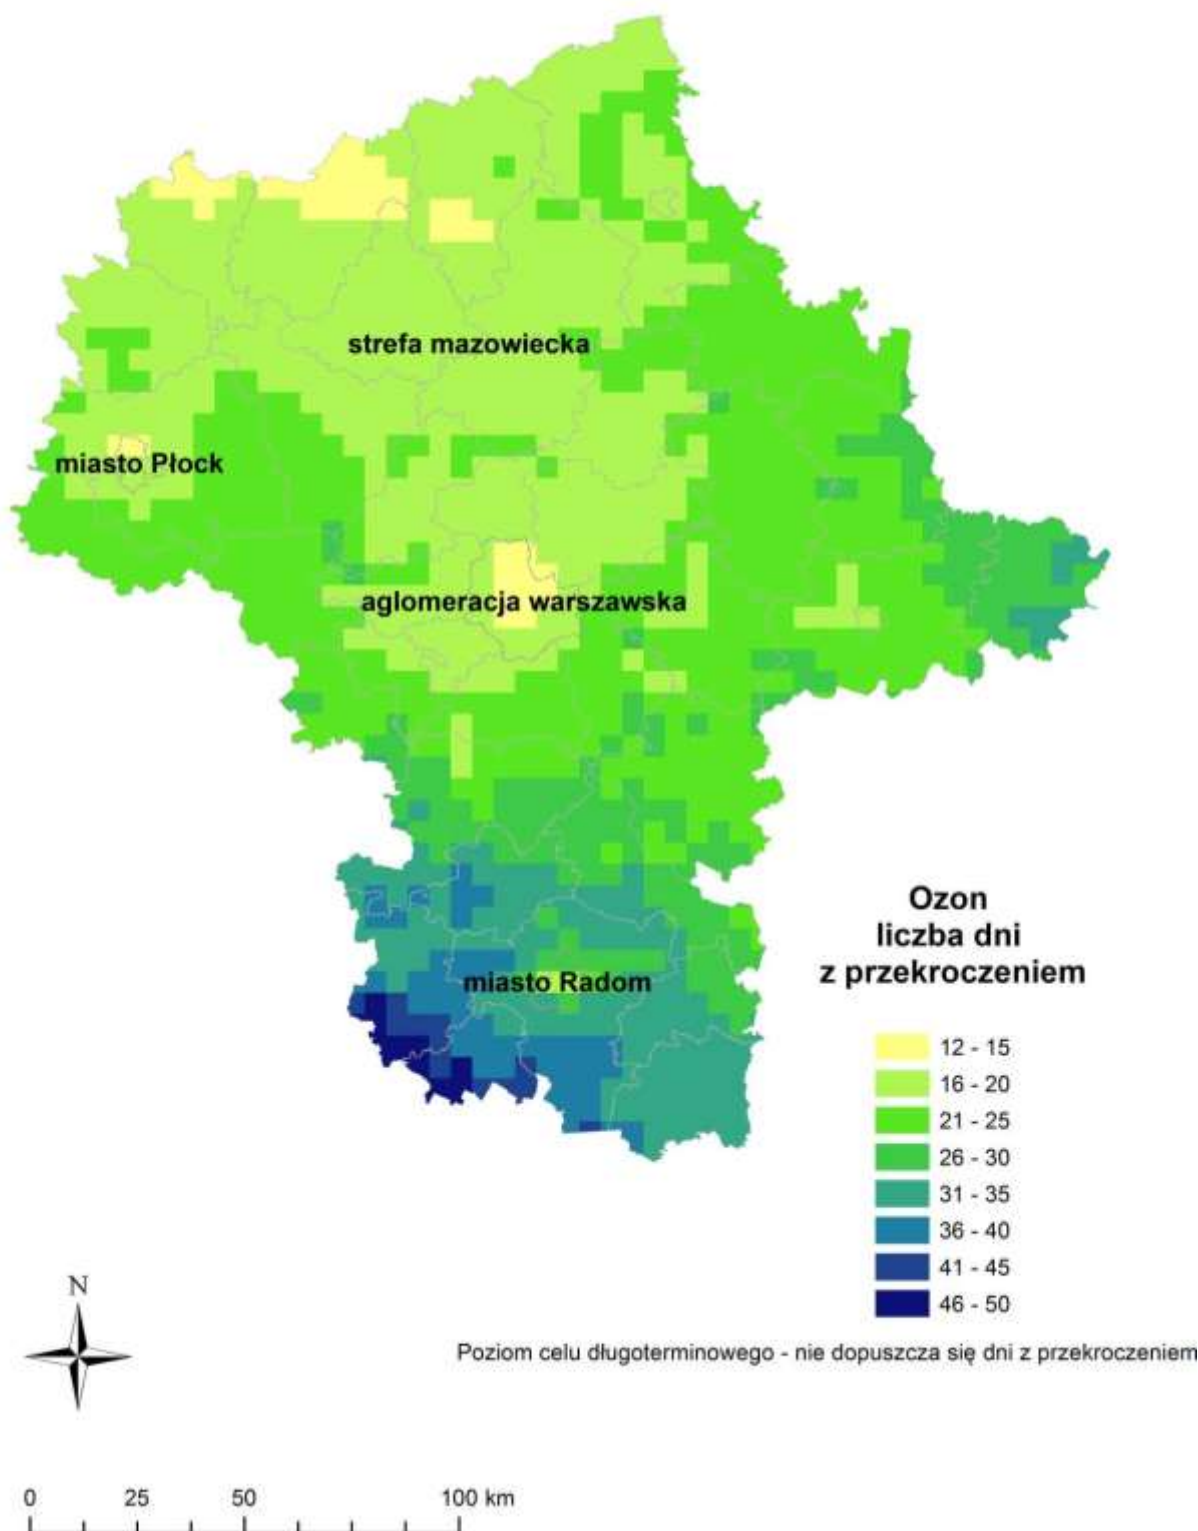 strefa mazowiecka
miasto Płock
aglomeracja warszawska
miasto Radom
Ozon
liczba dni
z przekroczeniem
12 - 15
16 - 20
21 - 25
26 - 30
31 - 35
36 - 40
41 - 45
46 - 50
N
Poziom celu długoterminowego - nie dopuszcza się dni z przekroczeniem
0 25 50 100 km